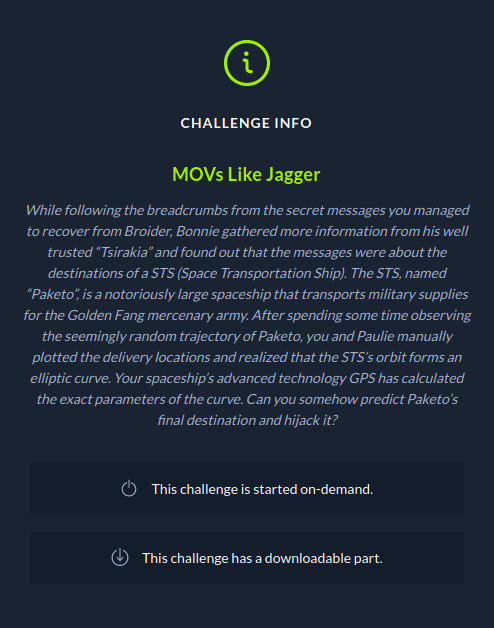 CHALLENGE INFO
MOVs Like Jagger
While following the breadcrumbs from the secret messages you managed
to recover from Broider, Bonnie gathered more information from his well
trusted “Tsirakia” and found out that the messages were about the
destinations of a STS (Space Transportation Ship). The STS, named
“Paketo”, is a notoriously large spaceship that transports military supplies
for the Golden Fang mercenary army. After spending some time observing
the seemingly random trajectory of Paketo, you and Paulie manually
plotted the delivery locations and realized that the STS’s orbit forms an
elliptic curve. Your spaceship’s advanced technology GPS has calculated
the exact parameters of the curve. Can you somehow predict Paketo’s
final destination and hijack it?
This challenge is started on-demand.
This challenge has a downloadable part.